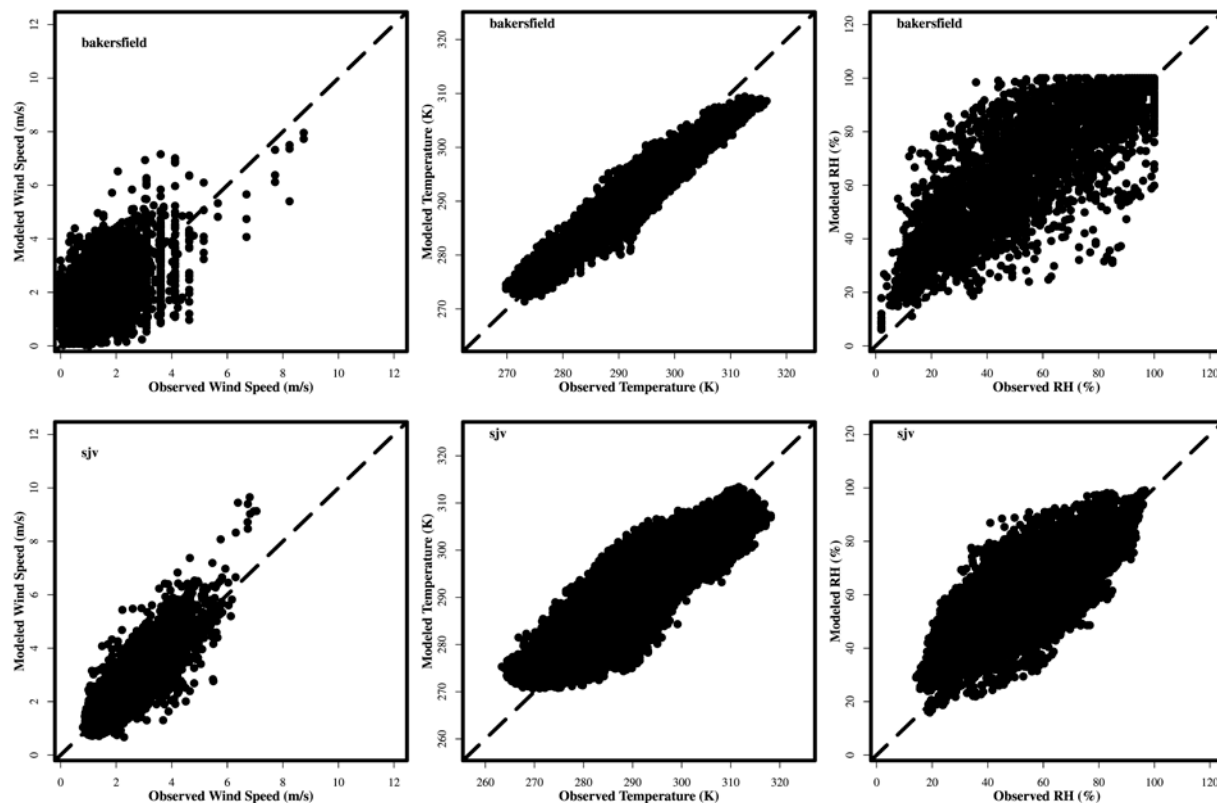 bakersfield
Modeled Wind Speed (m/s)
0 2 4 6 8 10 12
0 2 4 6 8 10 12
Observed Wind Speed (m/s)
bakersfield
Modeled Temperature (K)
270 280 290 300 310 320
270 280 290 300 310 320
Observed Temperature (K)
bakersfield
Modeled RH (%)
0 20 40 60 80 100 120
0 20 40 60 80 100 120
Observed RH (%)
sjv
Modeled Wind Speed (m/s)
0 2 4 6 8 10 12
0 2 4 6 8 10 12
Observed Wind Speed (m/s)
sjv
Modeled Temperature (K)
260 270 280 290 300 310 320
260 270 280 290 300 310 320
Observed Temperature (K)
sjv
Modeled RH (%)
0 20 40 60 80 100 120
0 20 40 60 80 100 120
Observed RH (%)